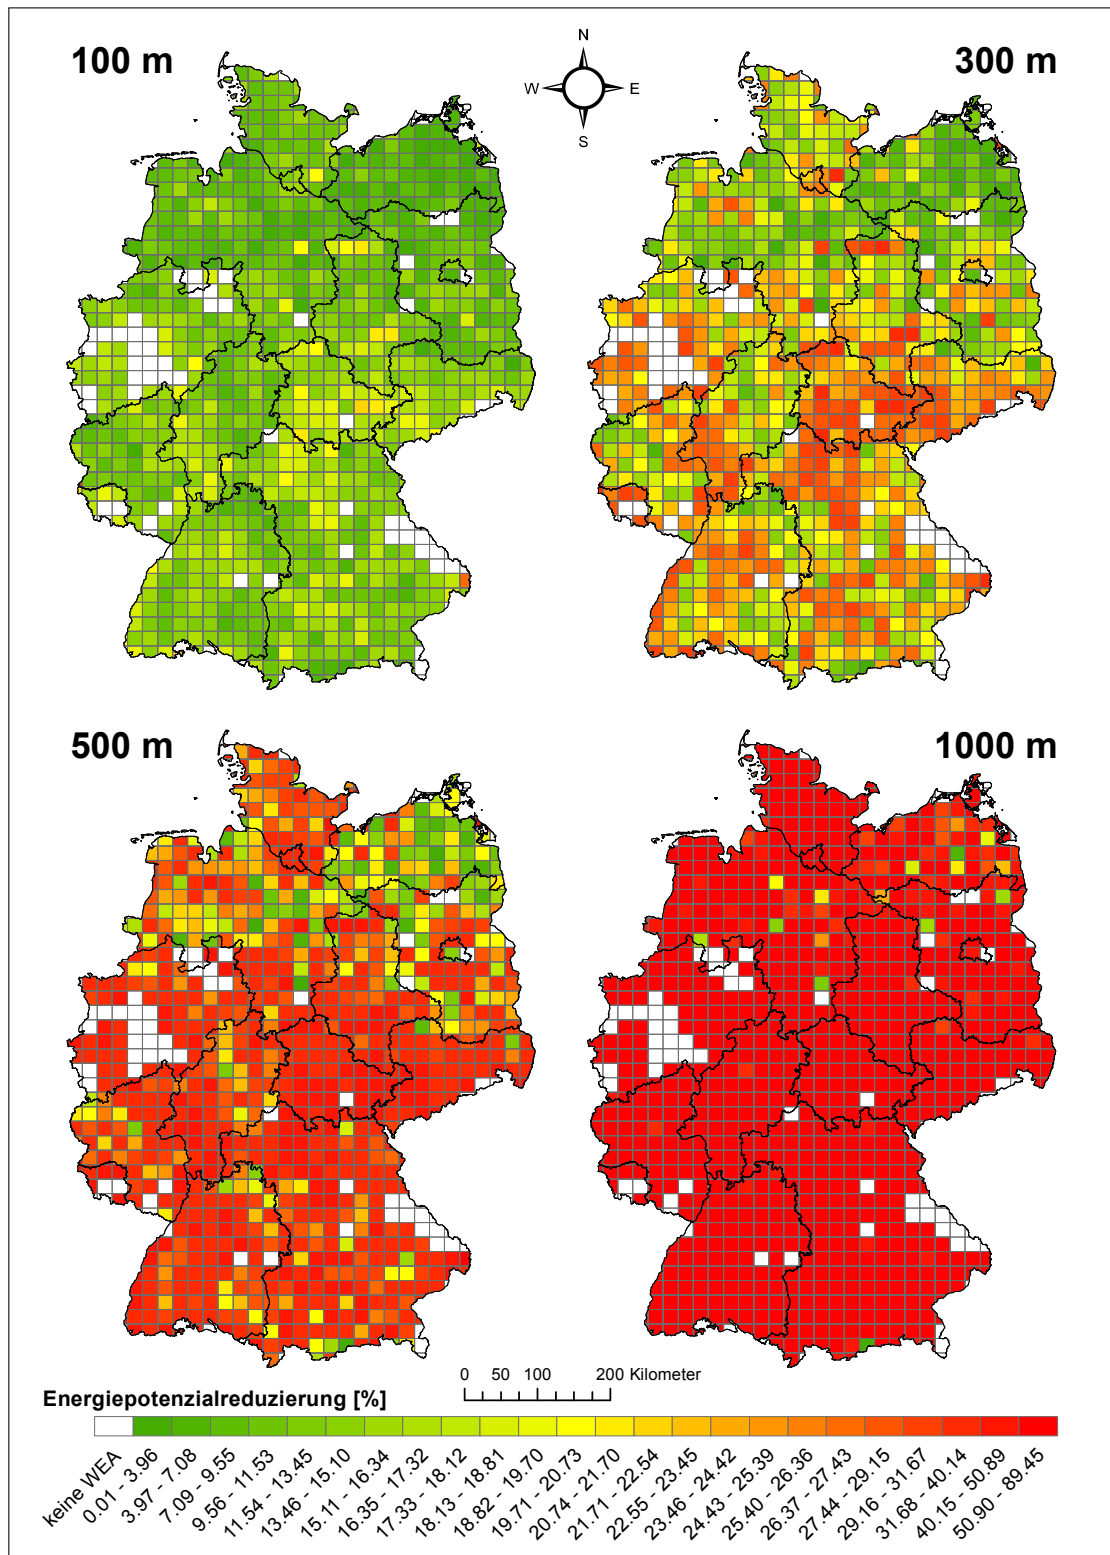 100 m
N
W
E
S
300 m
500 m
1000 m
0 50 100 200 Kilometer
Energiepotenzialreduzierung [%]
keine WEA
0.01 - 3.96
3.97 - 7.08
7.09 - 9.55
9.56 - 11.53
11.54 - 13.45
13.46 - 15.10
15.11 - 16.34
16.35 - 17.32
17.33 - 18.12
18.13 - 18.81
18.82 - 19.70
19.71 - 20.73
20.74 - 21.70
21.71 - 22.54
22.55 - 23.45
23.46 - 24.42
24.43 - 25.39
25.40 - 26.36
26.37 - 27.43
27.44 - 29.15
29.16 - 31.67
31.68 - 40.14
40.15 - 50.89
50.90 - 89.45